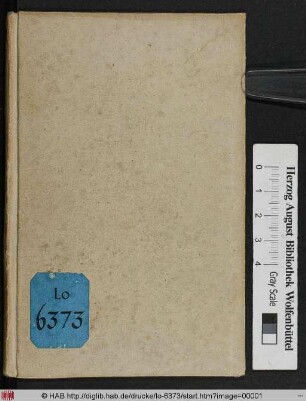 Lo
6373
Herzog August Bibliothek Wolfenbüttel
0 1 2 3 4
Gray Scale
© HAB http://diglib.hab.de/drucke/lo-6373/start.htm?image=00001